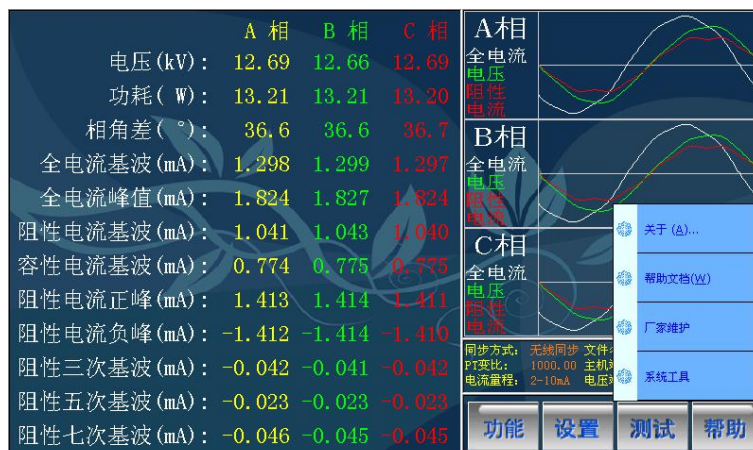 A 相 B 相 C 相
电压(kV): 12.69 12.66 12.69
功耗( W): 13.21 13.21 13.20
相角差( °): 36.6 36.6 36.7
全电流基波(mA): 1.298 1.299 1.297
全电流峰值(mA): 1.824 1.827 1.824
阻性电流基波(mA): 1.041 1.043 1.040
容性电流基波(mA): 0.774 0.775 0.775
阻性电流正峰(mA): 1.413 1.414 1.411
阻性电流负峰(mA): -1.412 -1.414 -1.410
阻性三次基波(mA): -0.042 -0.041 -0.042
阻性五次基波(mA): -0.023 -0.023 -0.023
阻性七次基波(mA): -0.046 -0.045 -0.045
A相
全电流
电压
阻性
电流
B相
全电流
电压
阻性
电流
C相
全电流
电压
阻性
电流
同步方式: 无线同步 文件
PT变比: 1000.00 主机
电流量程: 2-10mA 电压
关于 (A)...
帮助文档(W)
厂家维护
系统工具
功能 设置 测试 帮助